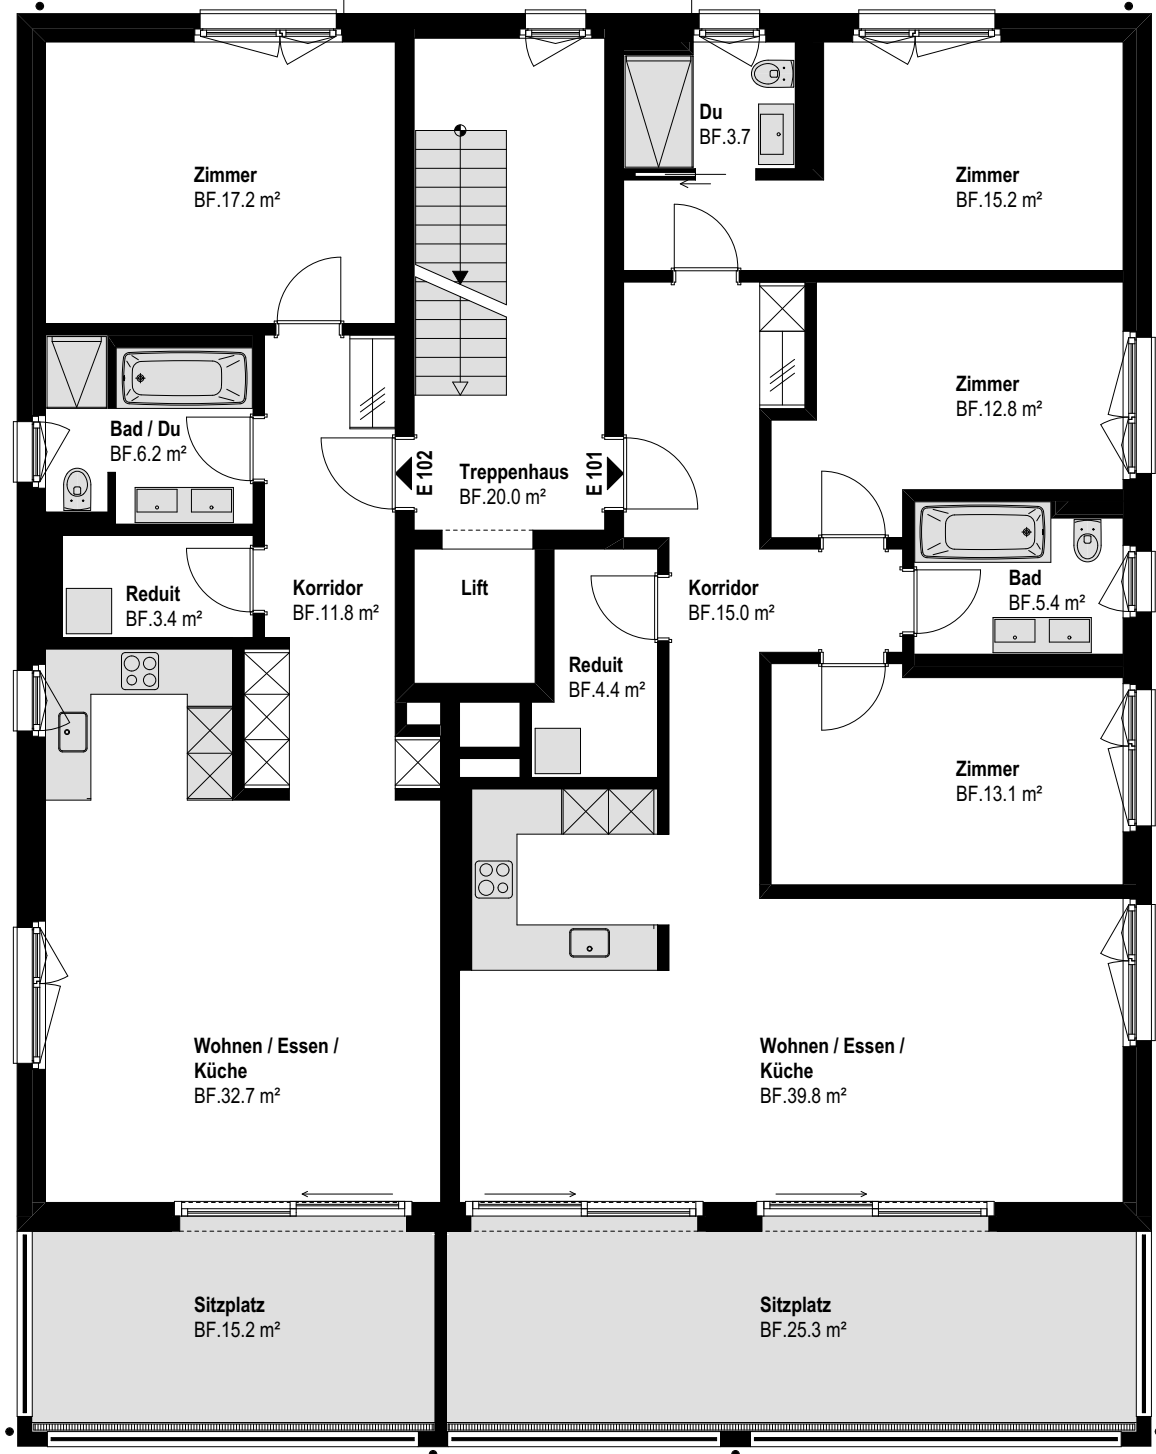 Du
BF.3.7
Zimmer
BF.17.2 m²
Zimmer
BF.15.2 m²
Zimmer
BF.12.8 m²
Bad / Du
BF.6.2 m²
E 102
Treppenhaus
BF.20.0 m²
E 101
Reduit
BF.3.4 m²
Korridor
BF.11.8 m²
Lift
Korridor
BF.15.0 m²
Bad
BF.5.4 m²
Reduit
BF.4.4 m²
Zimmer
BF.13.1 m²
Wohnen / Essen /
Küche
BF.32.7 m²
Wohnen / Essen /
Küche
BF.39.8 m²
Sitzplatz
BF.15.2 m²
Sitzplatz
BF.25.3 m²